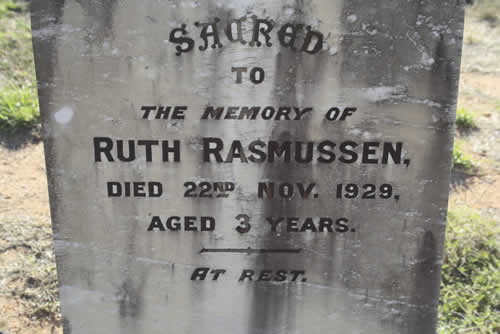 SACRED
TO
THE MEMORY OF
RUTH RASMUSSEN,
DIED 22ND NOV. 1929,
AGED 3 YEARS.
AT REST.